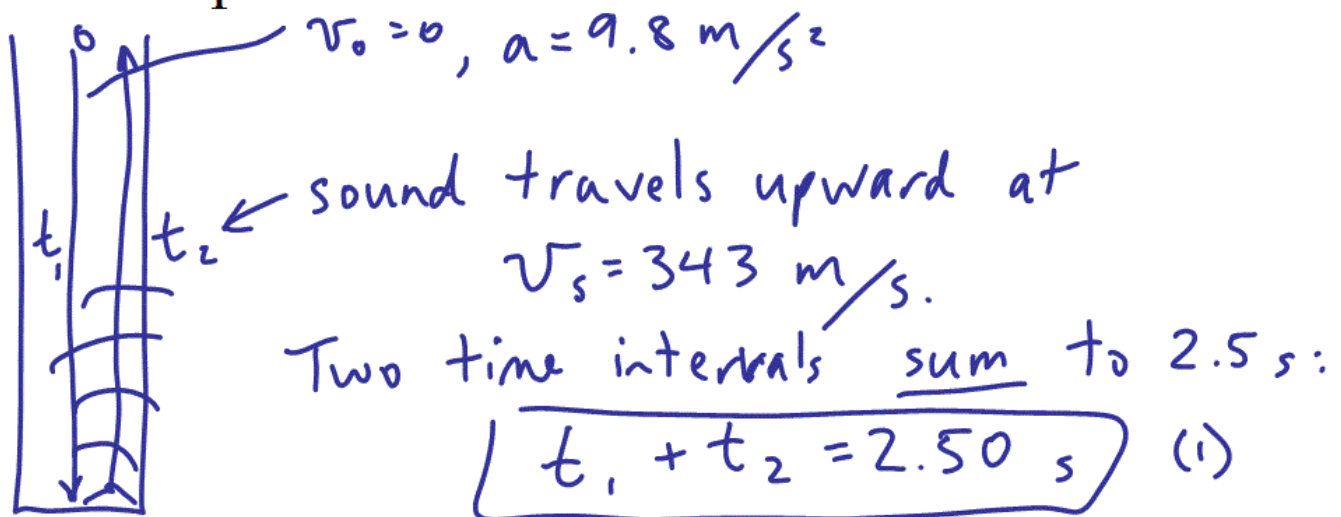 v₀ = 0, a = 9.8 m/s²
t₁ t₂ ← sound travels upward at
v_s = 343 m/s.
Two time intervals sum to 2.5 s:
t₁ + t₂ = 2.50 s (1)